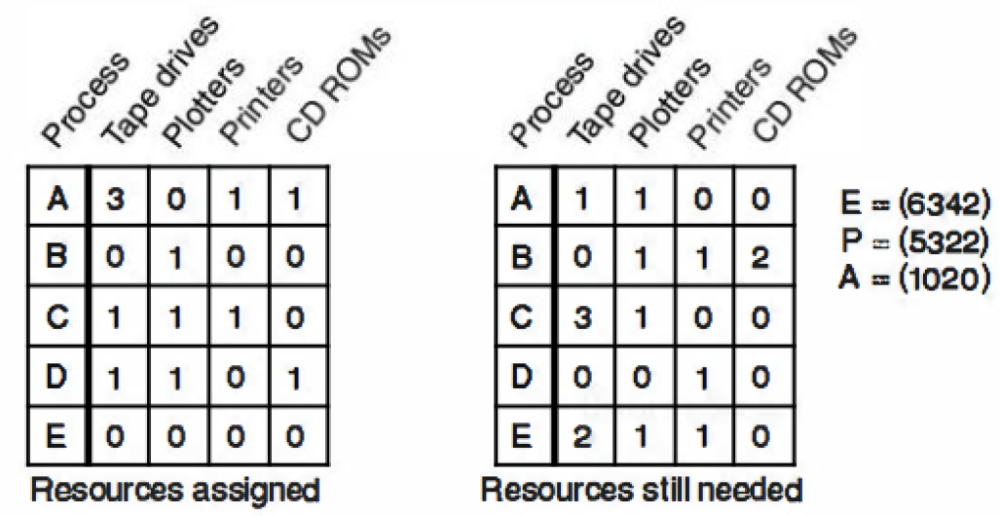 Process Tape drives Plotters Printers CD ROMs
A 3 0 1 1
B 0 1 0 0
C 1 1 1 0
D 1 1 0 1
E 0 0 0 0
Resources assigned
Process Tape drives Plotters Printers CD ROMs
A 1 1 0 0
B 0 1 1 2
C 3 1 0 0
D 0 0 1 0
E 2 1 1 0
Resources still needed
E = (6342)
P = (5322)
A = (1020)